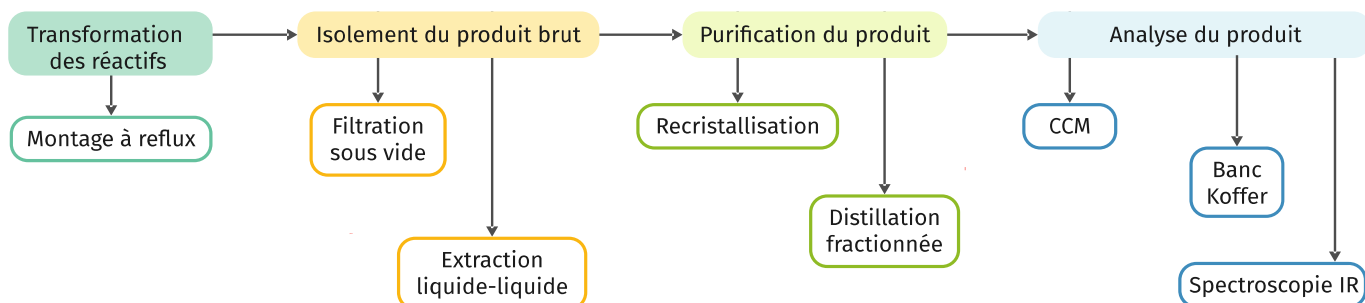 Transformation
des réactifs
Isolement du produit brut
Purification du produit
Analyse du produit
Montage à reflux
Filtration
sous vide
Recristallisation
CCM
Banc
Koffer
Distillation
fractionnée
Extraction
liquide-liquide
Spectroscopie IR